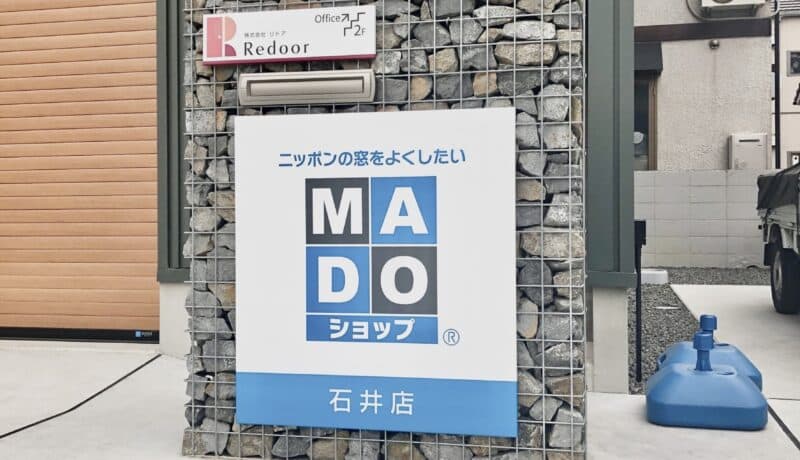 株式会社 リドア
Redoor
Office
2F
ニッポンの窓をよくしたい
MA
DO
ショップ
®
石井店